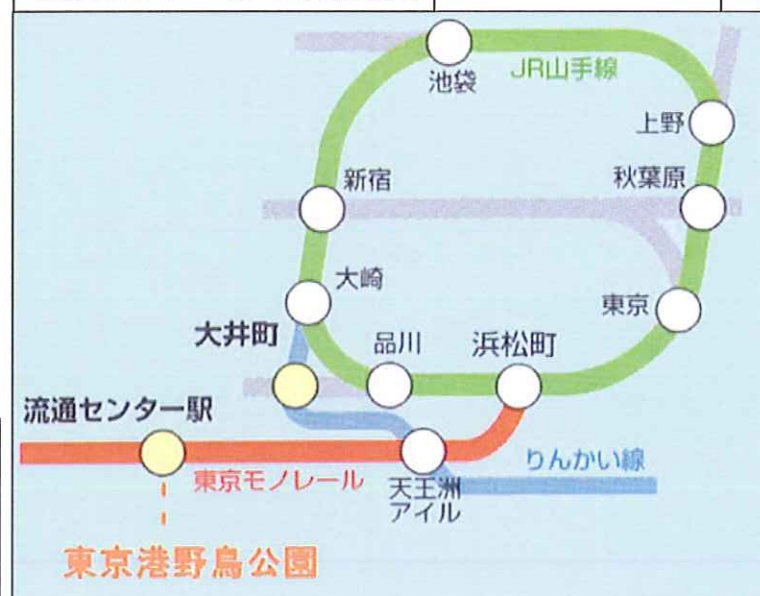 池袋
JR山手線
上野
新宿
秋葉原
大崎
東京
大井町
品川
浜松町
流通センター駅
東京モノレール
天王洲
アイル
りんかい線
東京港野鳥公園